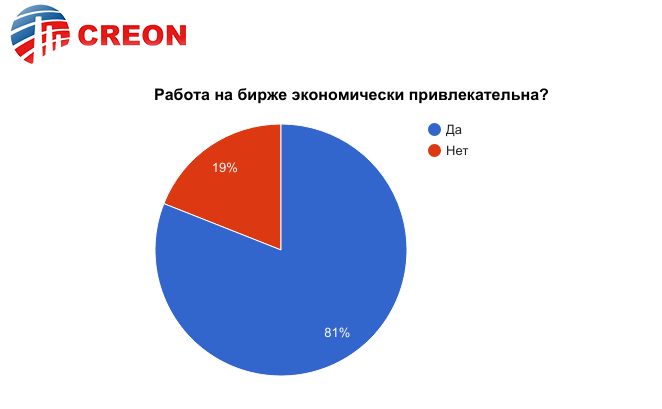 CREON
Работа на бирже экономически привлекательна?
Да
Нет
19%
81%